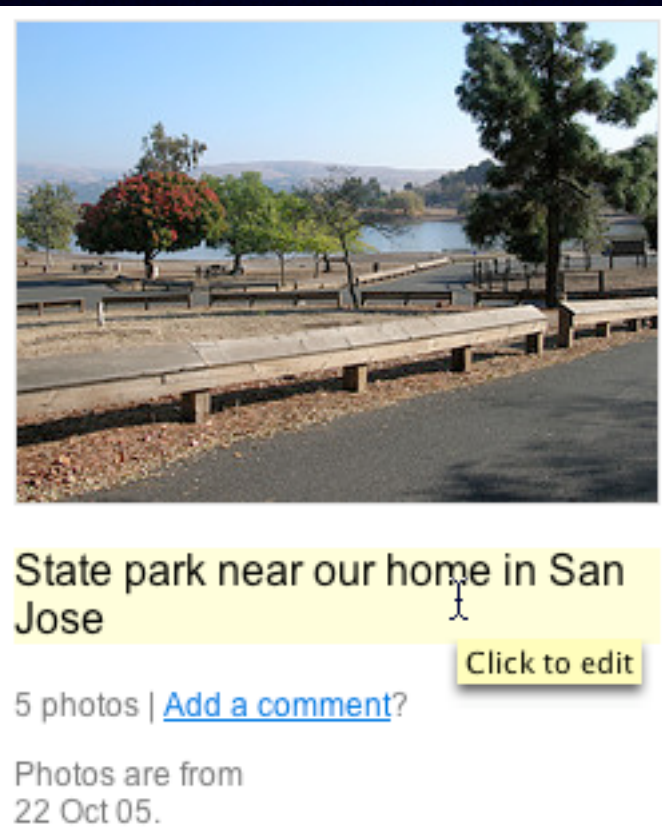 State park near our home in San
Jose
Click to edit
5 photos | Add a comment?
Photos are from
22 Oct 05.